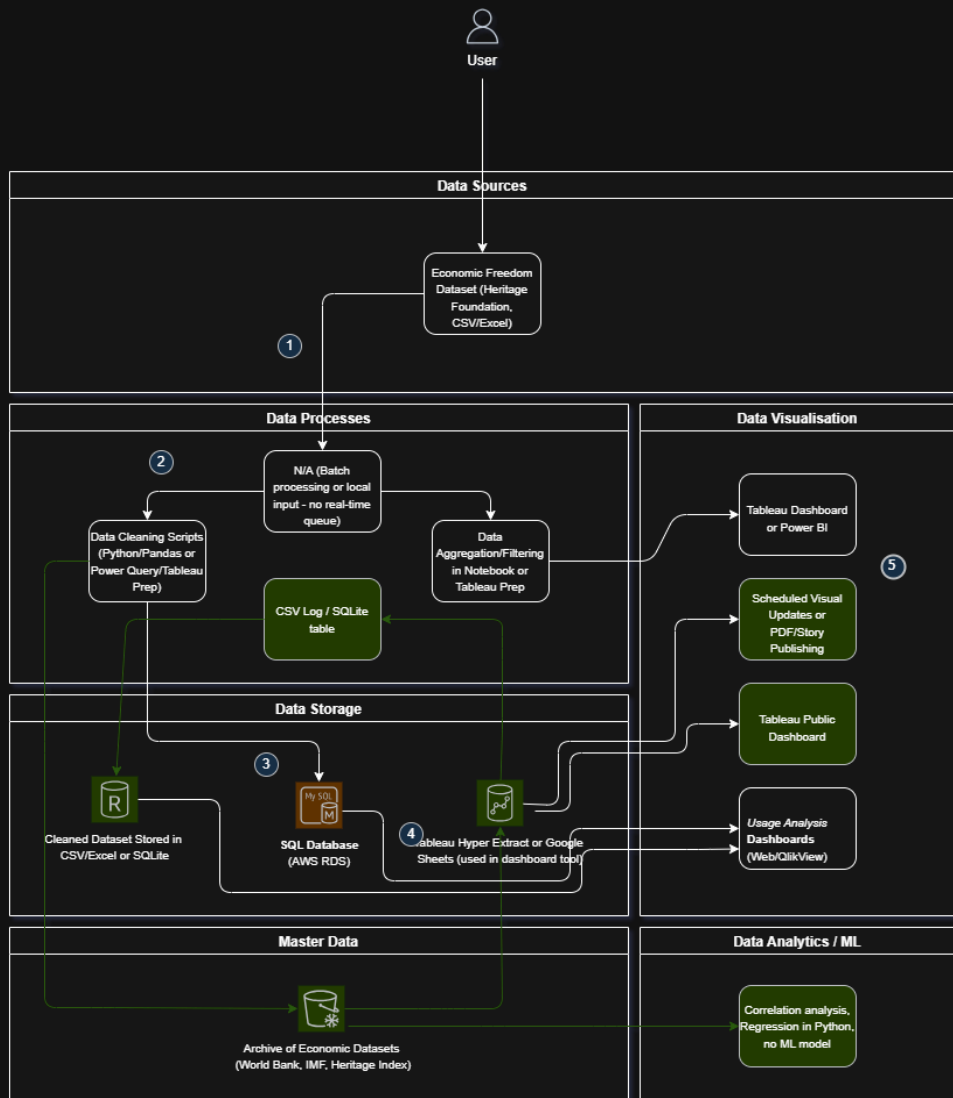 User
Data Sources
Economic Freedom
Dataset (Heritage
Foundation,
CSV/Excel)
1
Data Processes
Data Visualisation
2
N/A (Batch
processing or local
input - no real-time
queue)
Data Cleaning Scripts
(Python/Pandas or
Power Query/Tableau
Prep)
Data
Aggregation/Filtering
in Notebook or
Tableau Prep
Tableau Dashboard
or Power BI
5
CSV Log / SQLite
table
Scheduled Visual
Updates or
PDF/Story
Publishing
Data Storage
Tableau Public
Dashboard
3
R
Cleaned Dataset Stored in
CSV/Excel or SQLite
My SQL
M
SQL Database
(AWS RDS)
4
Tableau Hyper Extract or Google
Sheets (used in dashboard tool)
Usage Analysis
Dashboards
(Web/QlikView)
Master Data
Data Analytics / ML
Archive of Economic Datasets
(World Bank, IMF, Heritage Index)
Correlation analysis,
Regression in Python,
no ML model